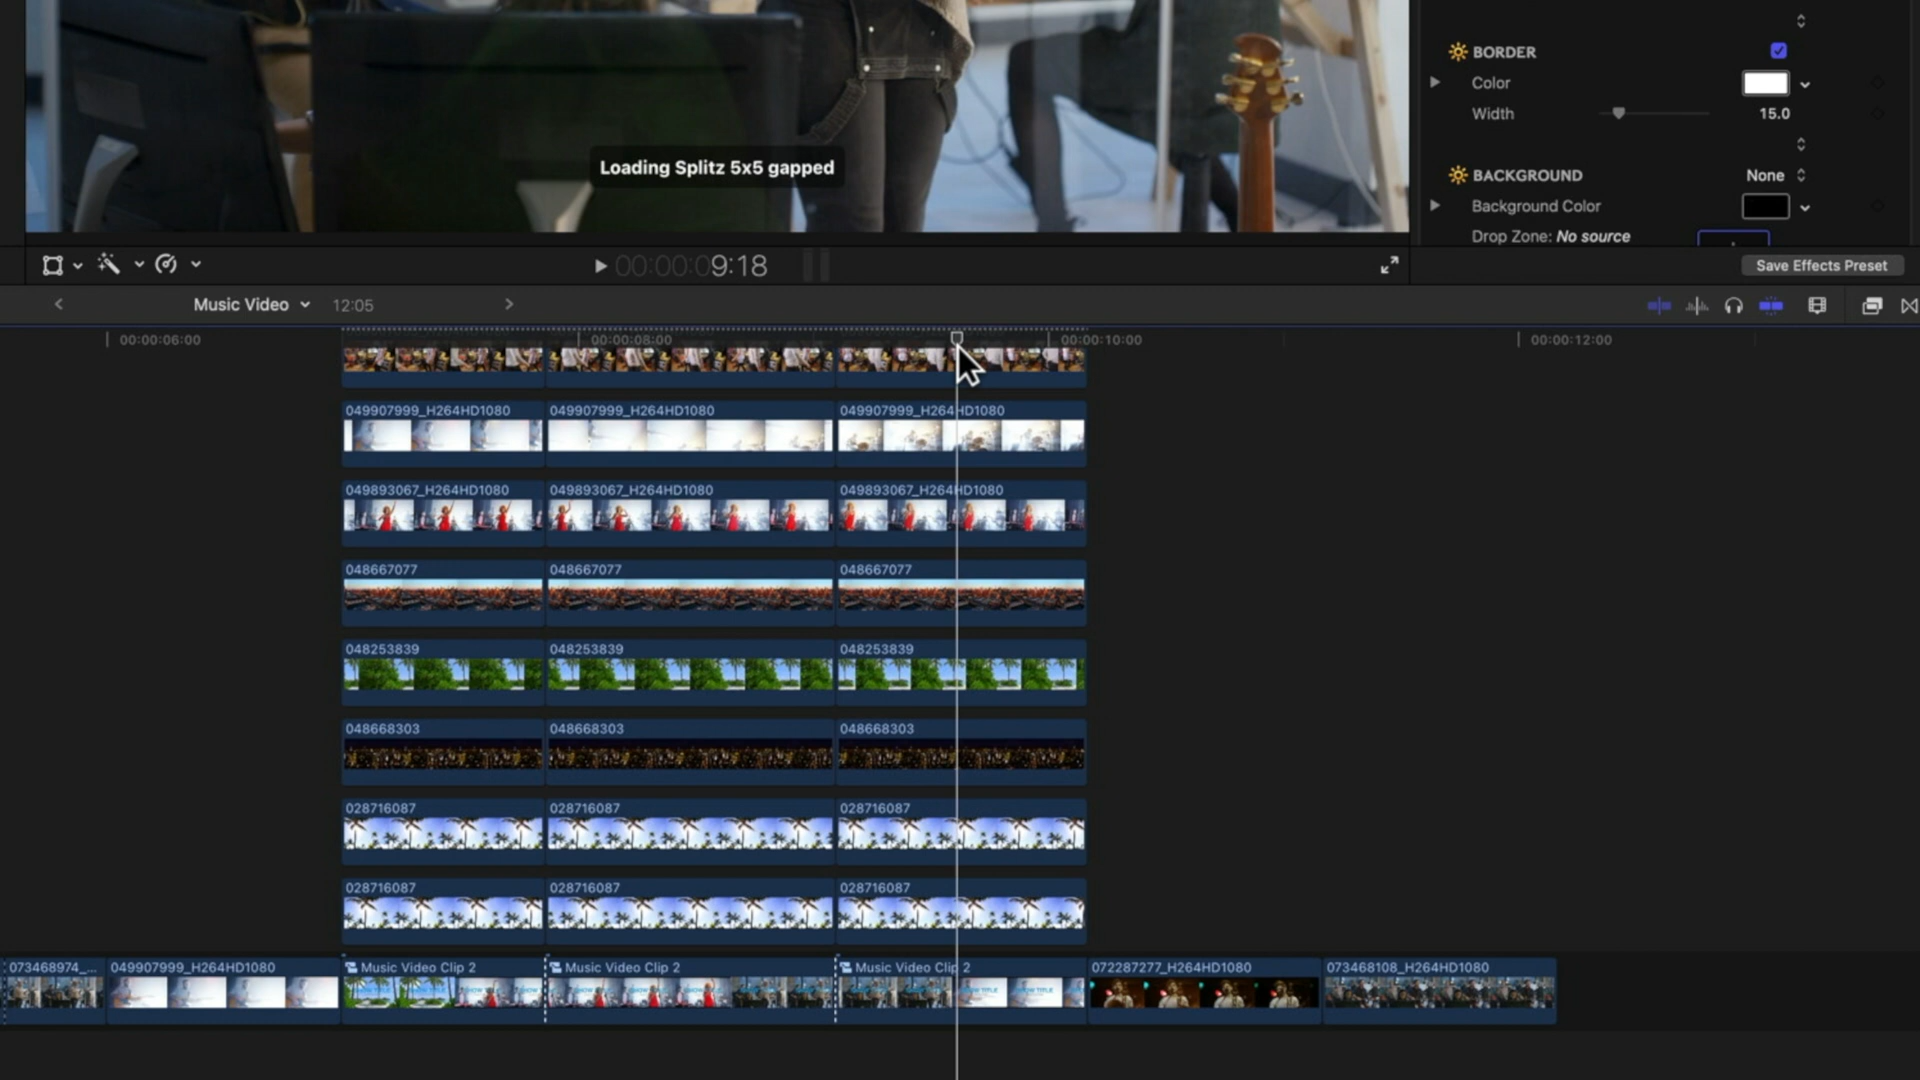 BORDER
Color
Width 15.0
Loading Splitz 5x5 gapped
BACKGROUND None
Background Color
Drop Zone: No source
00:00:00:09:18
Save Effects Preset
Music Video 12:05
00:00:06:00 00:00:08:00 00:00:10:00 00:00:12:00
049907999_H264HD1080 049907999_H264HD1080 049907999_H264HD1080
049893067_H264HD1080 049893067_H264HD1080 049893067_H264HD1080
048667077 048667077 048667077
048253839 048253839 048253839
048668303 048668303 048668303
028716087 028716087 028716087
028716087 028716087 028716087
073468974_... 049907999_H264HD1080 Music Video Clip 2 Music Video Clip 2 Music Video Clip 2 072287277_H264HD1080 073468108_H264HD1080